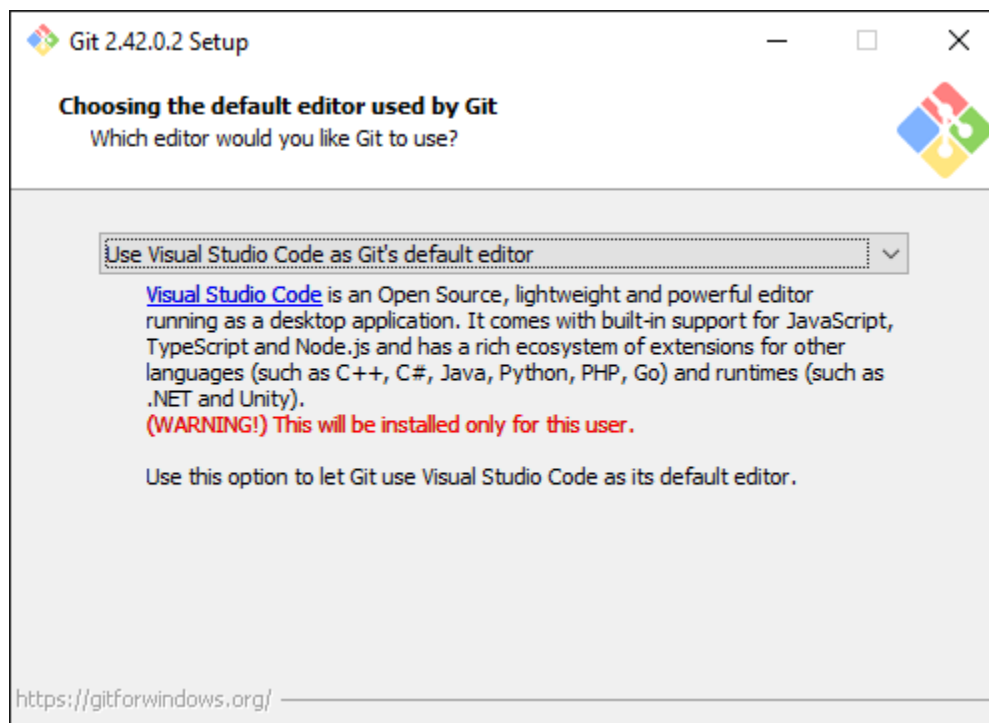 Git 2.42.0.2 Setup
Choosing the default editor used by Git
Which editor would you like Git to use?
Use Visual Studio Code as Git's default editor
Visual Studio Code is an Open Source, lightweight and powerful editor
running as a desktop application. It comes with built-in support for JavaScript,
TypeScript and Node.js and has a rich ecosystem of extensions for other
languages (such as C++, C#, Java, Python, PHP, Go) and runtimes (such as
.NET and Unity).
(WARNING!) This will be installed only for this user.
Use this option to let Git use Visual Studio Code as its default editor.
https://gitforwindows.org/